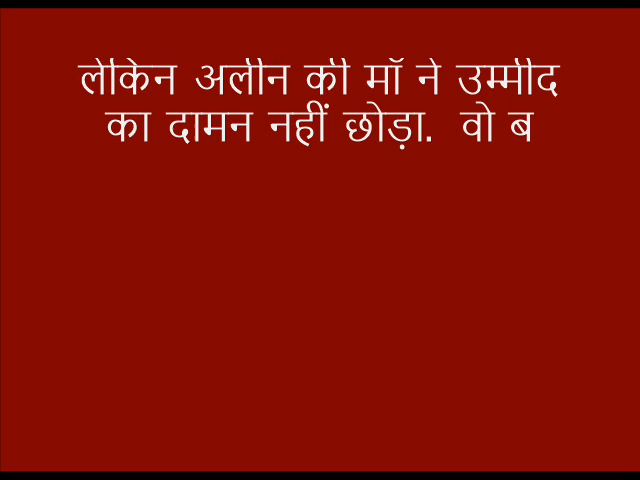 लेकिन अलीन की मॉ ने उम्मीद
का दामन नहीं छोड़ा.  वो ब